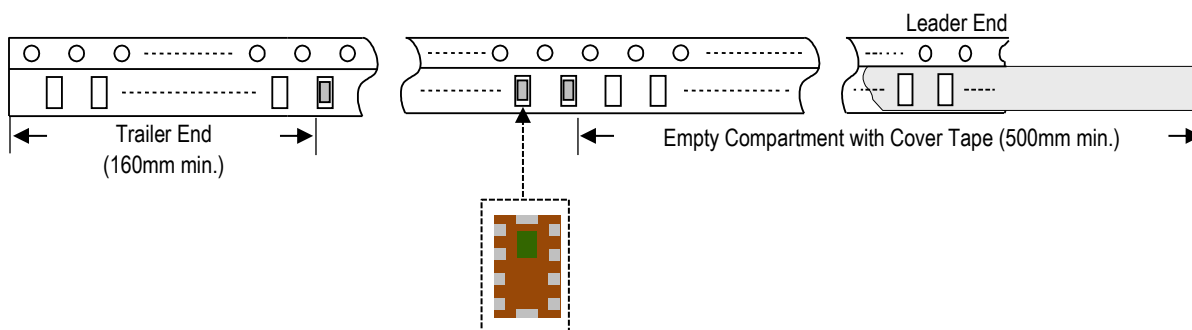 Leader End
Trailer End
(160mm min.)
Empty Compartment with Cover Tape (500mm min.)